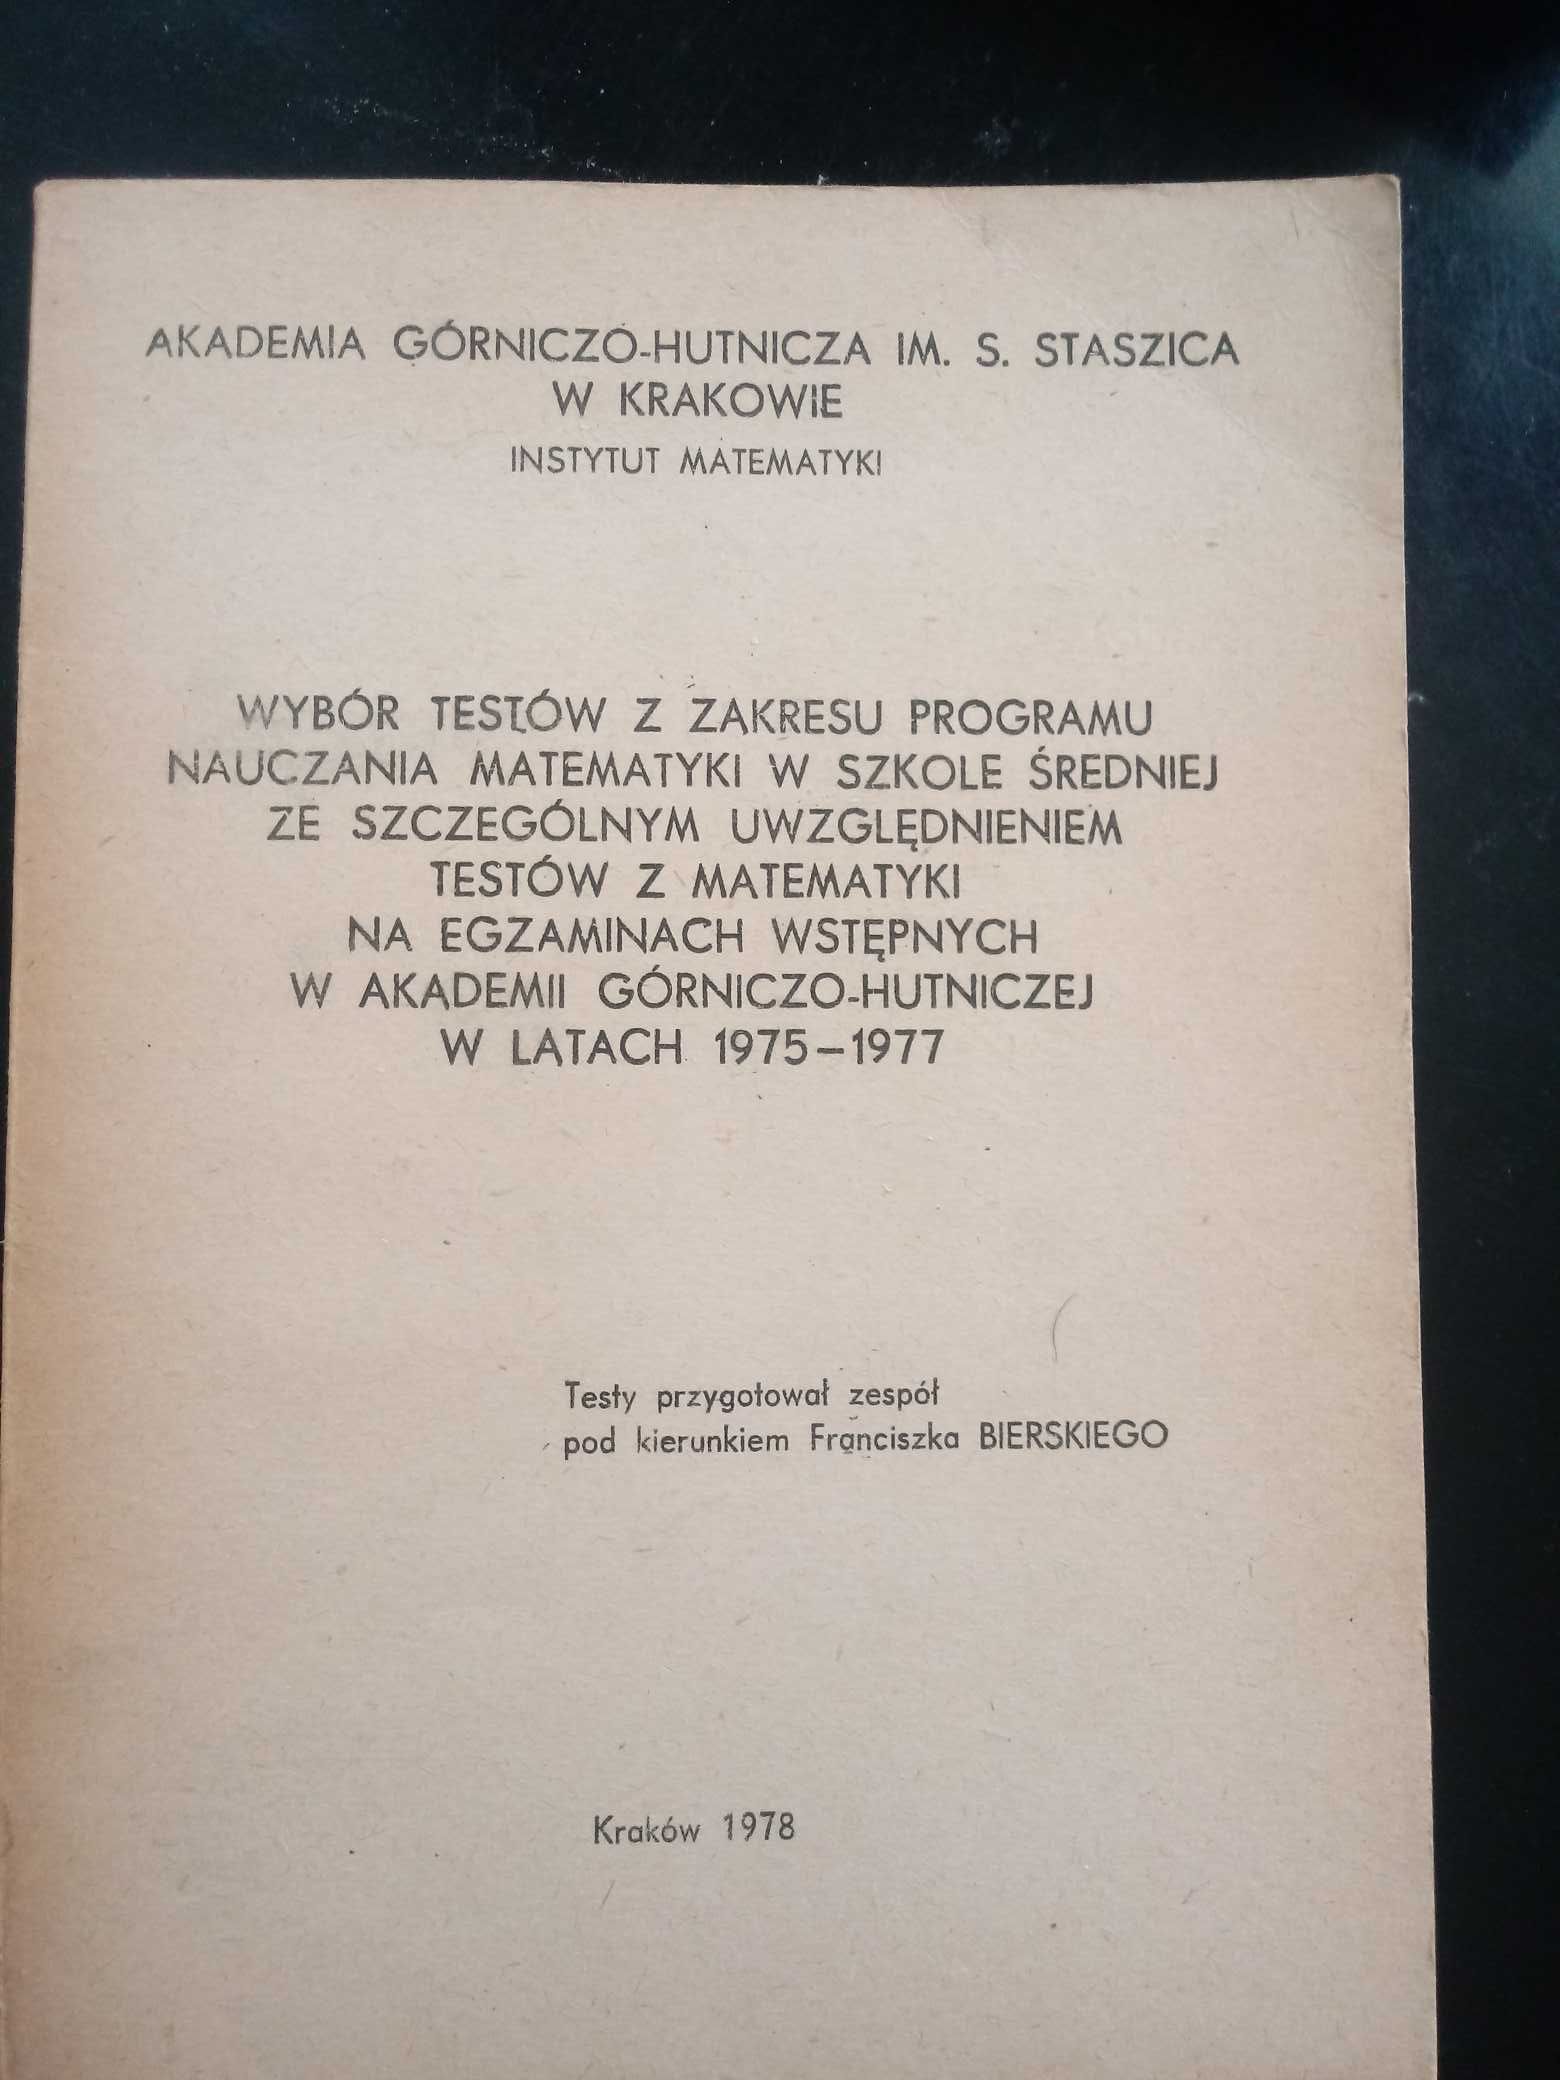 AKADEMIA GÓRNICZO-HUTNICZA IM. S. STASZICA
W KRAKOWIE
INSTYTUT MATEMATYKI
WYBÓR TESTÓW Z ZAKRESU PROGRAMU
NAUCZANIA MATEMATYKI W SZKOLE ŚREDNIEJ
ZE SZCZEGÓLNYM UWZGLĘDNIENIEM
TESTÓW Z MATEMATYKI
NA EGZAMINACH WSTĘPNYCH
W AKADEMII GÓRNICZO-HUTNICZEJ
W LATACH 1975–1977
Testy przygotował zespół
pod kierunkiem Franciszka BIERSKIEGO
Kraków 1978